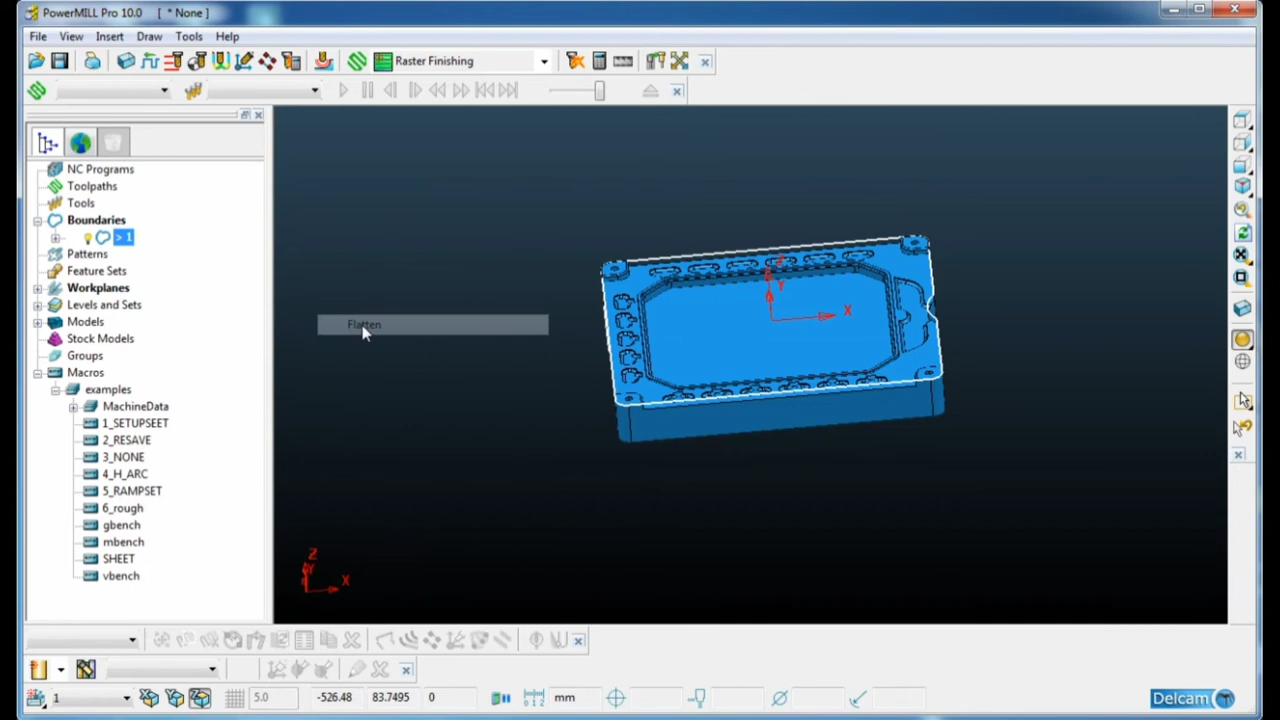 PowerMILL Pro 10.0 [ * None ]
File View Insert Draw Tools Help
Raster Finishing
NC Programs
Toolpaths
Tools
Boundaries
> 1
Patterns
Feature Sets
Workplanes
Levels and Sets
Models
Stock Models
Groups
Macros
examples
MachineData
1_SETUPSEET
2_RESAVE
3_NONE
4_H_ARC
5_RAMPSET
6_rough
gbench
mbench
SHEET
vbench
Flatten
Z
Y
X
Z
Y
X
1 5.0 -526.48 83.7495 0 mm
Delcam